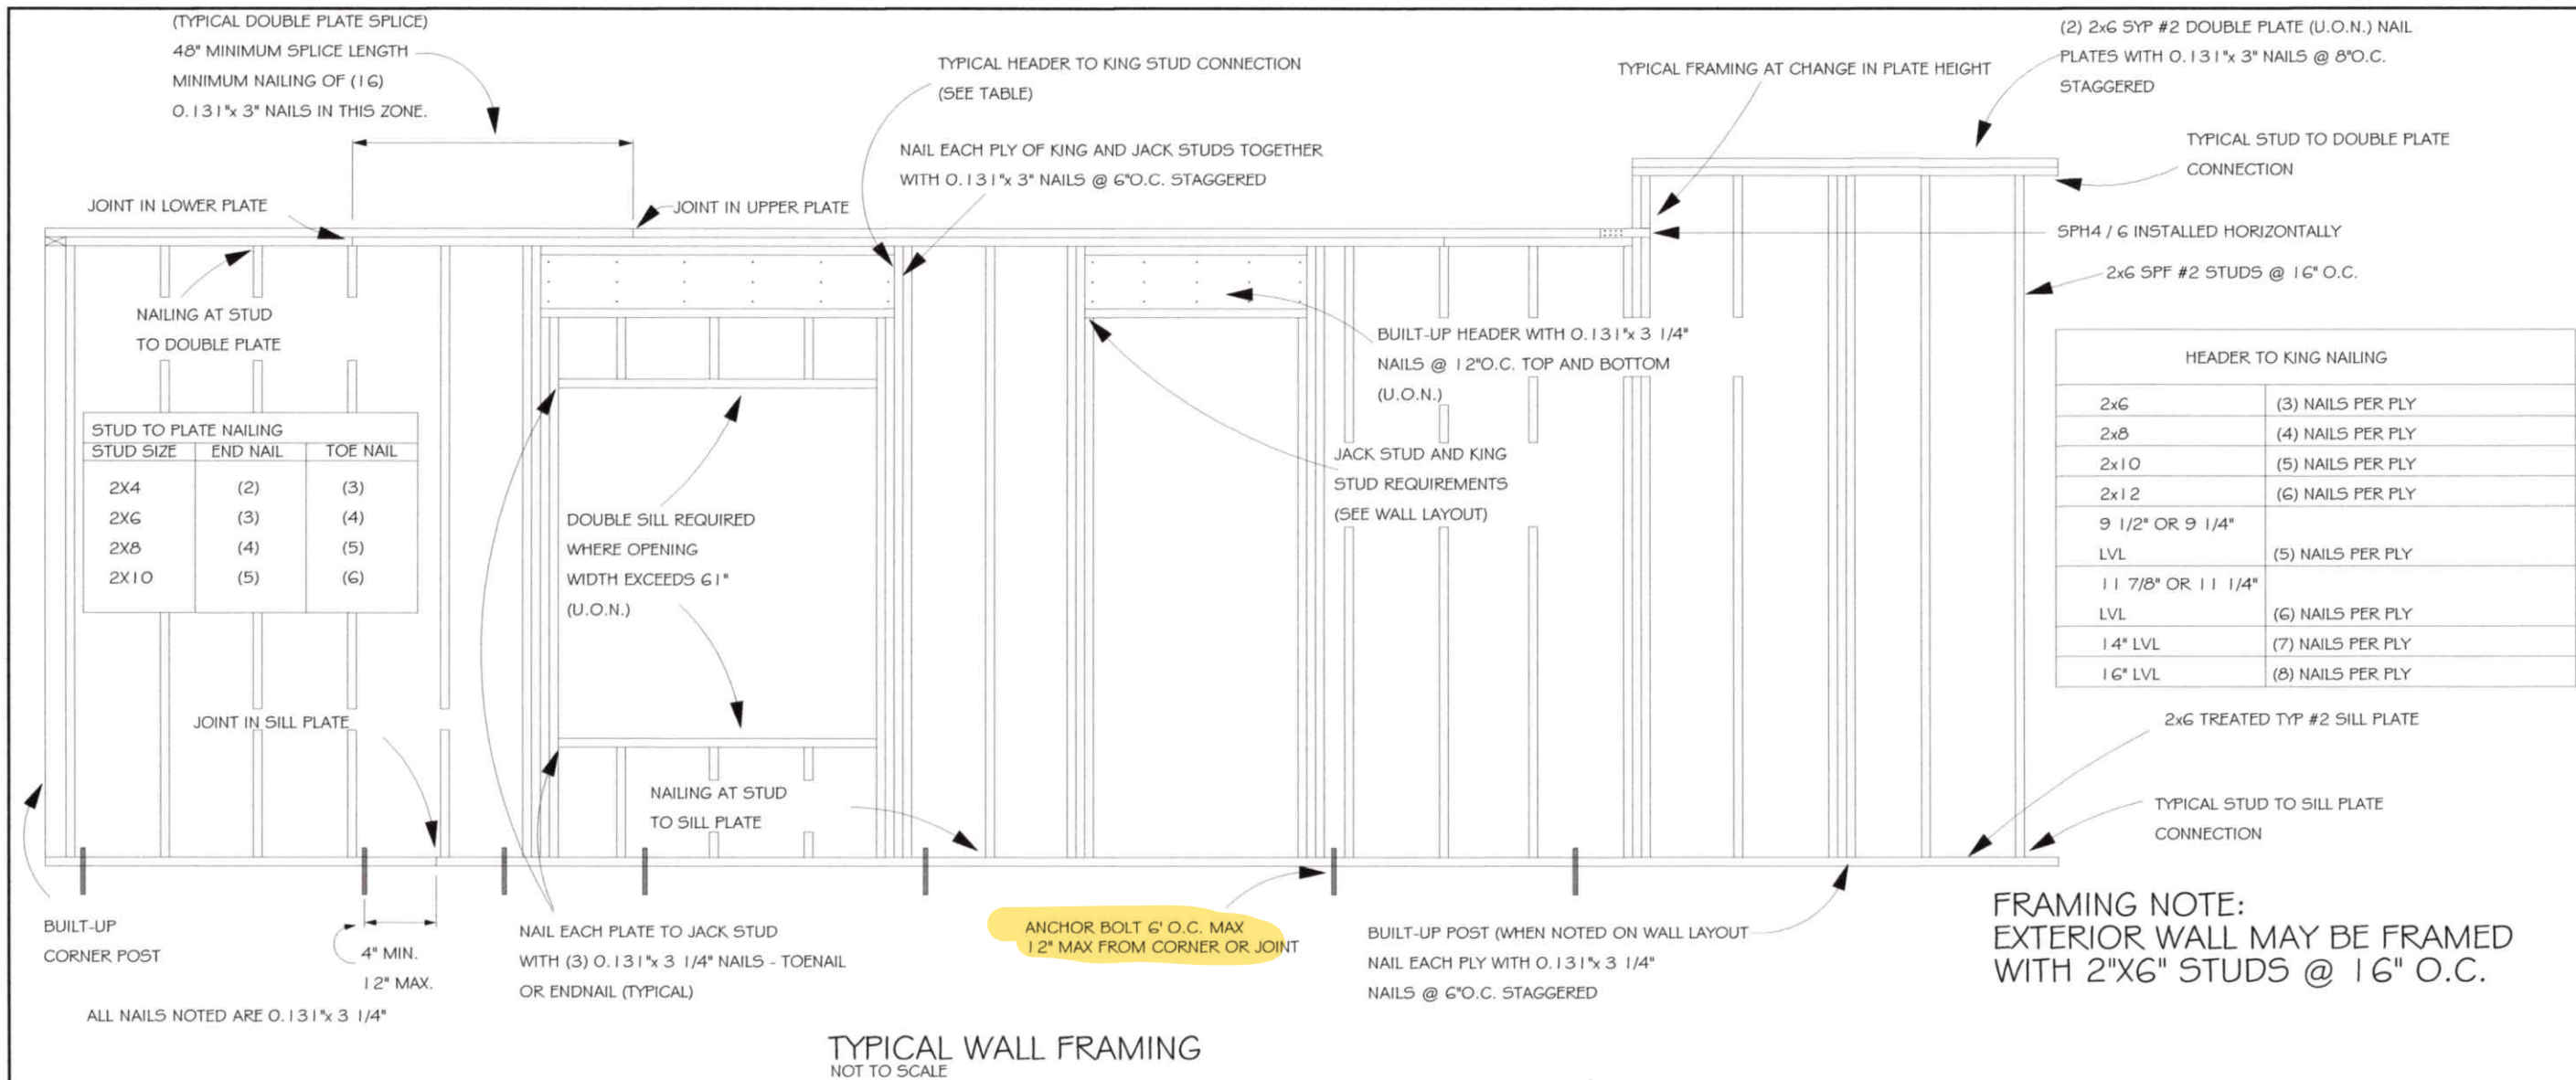 (TYPICAL DOUBLE PLATE SPLICE)
48" MINIMUM SPLICE LENGTH
MINIMUM NAILING OF (16)
0.131"x 3" NAILS IN THIS ZONE.
TYPICAL HEADER TO KING STUD CONNECTION
(SEE TABLE)
NAIL EACH PLY OF KING AND JACK STUDS TOGETHER
WITH 0.131"x 3" NAILS @ 6"O.C. STAGGERED
TYPICAL FRAMING AT CHANGE IN PLATE HEIGHT
(2) 2x6 SYP #2 DOUBLE PLATE (U.O.N.) NAIL
PLATES WITH 0.131"x 3" NAILS @ 8"O.C.
STAGGERED
TYPICAL STUD TO DOUBLE PLATE
CONNECTION
JOINT IN LOWER PLATE
JOINT IN UPPER PLATE
SPH4 / 6 INSTALLED HORIZONTALLY
2x6 SPF #2 STUDS @ 16" O.C.
NAILING AT STUD
TO DOUBLE PLATE
BUILT-UP HEADER WITH 0.131"x 3 1/4"
NAILS @ 12"O.C. TOP AND BOTTOM
(U.O.N.)
HEADER TO KING NAILING
2x6 (3) NAILS PER PLY
2x8 (4) NAILS PER PLY
2x10 (5) NAILS PER PLY
2x12 (6) NAILS PER PLY
9 1/2" OR 9 1/4"
LVL (5) NAILS PER PLY
11 7/8" OR 11 1/4"
LVL (6) NAILS PER PLY
14" LVL (7) NAILS PER PLY
16" LVL (8) NAILS PER PLY
STUD TO PLATE NAILING
STUD SIZE END NAIL TOE NAIL
2X4 (2) (3)
2X6 (3) (4)
2X8 (4) (5)
2X10 (5) (6)
JACK STUD AND KING
STUD REQUIREMENTS
(SEE WALL LAYOUT)
DOUBLE SILL REQUIRED
WHERE OPENING
WIDTH EXCEEDS 61"
(U.O.N.)
JOINT IN SILL PLATE
2x6 TREATED TYP #2 SILL PLATE
NAILING AT STUD
TO SILL PLATE
TYPICAL STUD TO SILL PLATE
CONNECTION
BUILT-UP
CORNER POST
4" MIN.
12" MAX.
NAIL EACH PLATE TO JACK STUD
WITH (3) 0.131"x 3 1/4" NAILS - TOENAIL
OR ENDNAIL (TYPICAL)
ANCHOR BOLT 6' O.C. MAX
12" MAX FROM CORNER OR JOINT
BUILT-UP POST (WHEN NOTED ON WALL LAYOUT
NAIL EACH PLY WITH 0.131"x 3 1/4"
NAILS @ 6"O.C. STAGGERED
FRAMING NOTE:
EXTERIOR WALL MAY BE FRAMED
WITH 2"X6" STUDS @ 16" O.C.
ALL NAILS NOTED ARE 0.131"x 3 1/4"
TYPICAL WALL FRAMING
NOT TO SCALE